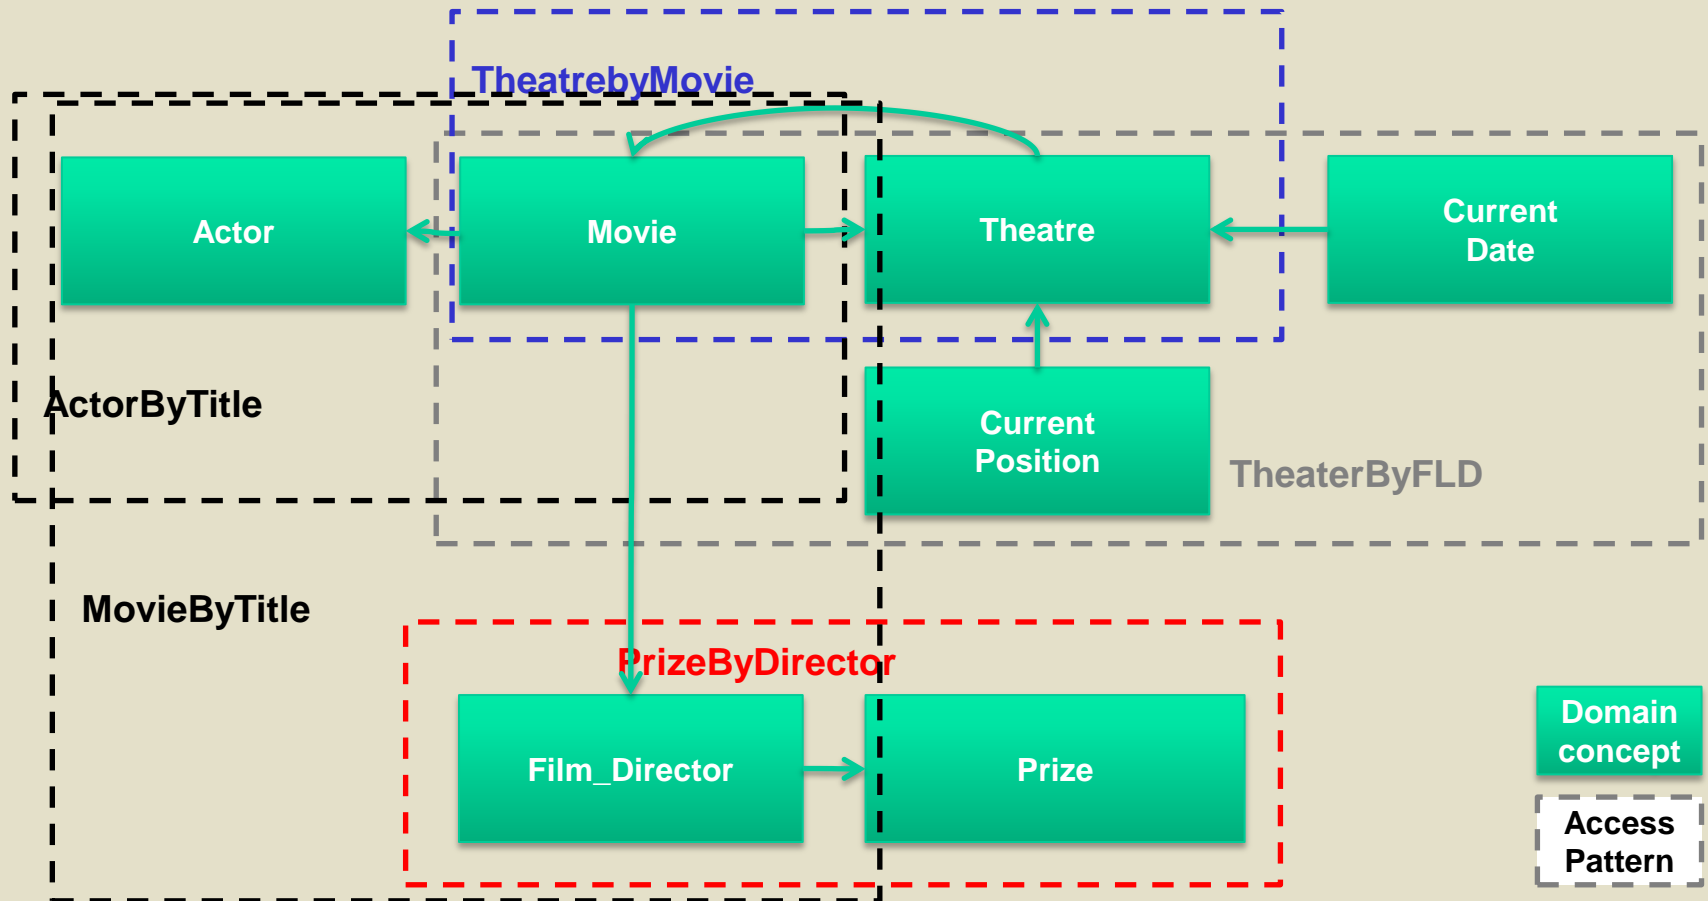 TheatrebyMovie
Actor
Movie
Theatre
Current
Date
ActorByTitle
Current
Position
TheaterByFLD
MovieByTitle
PrizeByDirector
Film_Director
Prize
Domain
concept
Access
Pattern